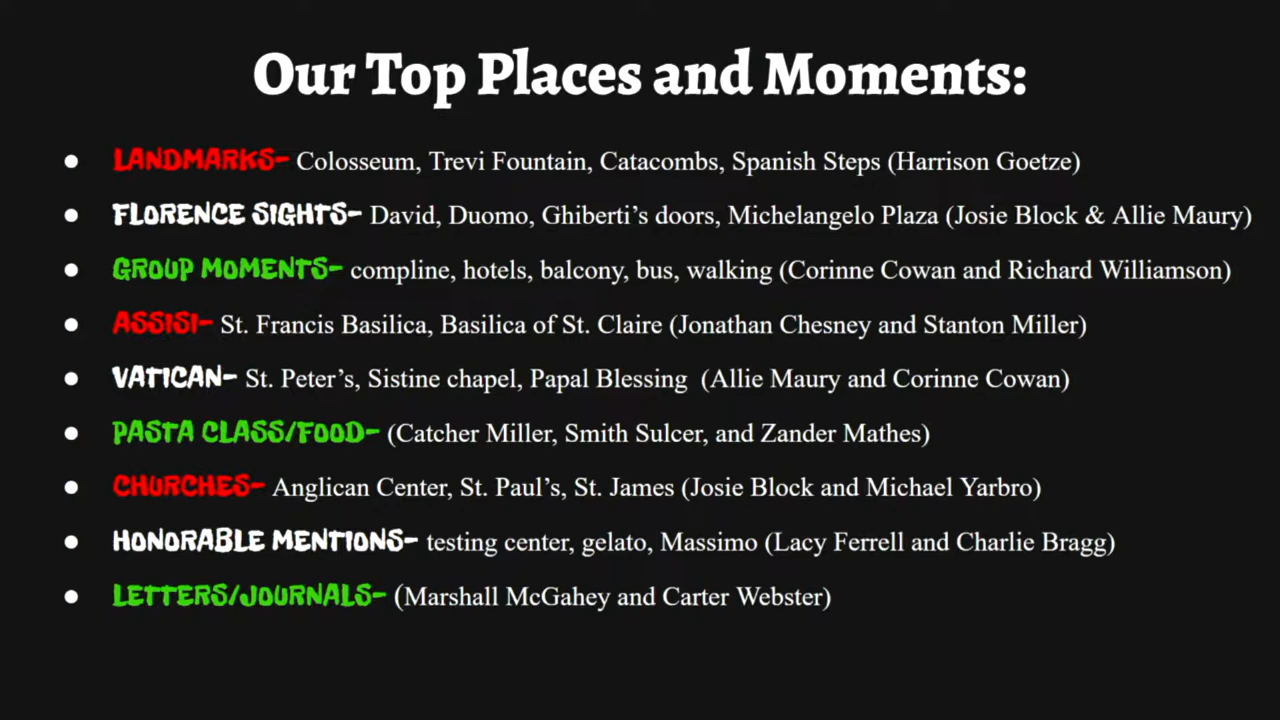 Our Top Places and Moments:
● LANDMARKS- Colosseum, Trevi Fountain, Catacombs, Spanish Steps (Harrison Goetze)
● FLORENCE SIGHTS- David, Duomo, Ghiberti's doors, Michelangelo Plaza (Josie Block & Allie Maury)
● GROUP MOMENTS- compline, hotels, balcony, bus, walking (Corinne Cowan and Richard Williamson)
● ASSISI- St. Francis Basilica, Basilica of St. Claire (Jonathan Chesney and Stanton Miller)
● VATICAN- St. Peter's, Sistine chapel, Papal Blessing (Allie Maury and Corinne Cowan)
● PASTA CLASS/FOOD- (Catcher Miller, Smith Sulcer, and Zander Mathes)
● CHURCHES- Anglican Center, St. Paul's, St. James (Josie Block and Michael Yarbro)
● HONORABLE MENTIONS- testing center, gelato, Massimo (Lacy Ferrell and Charlie Bragg)
● LETTERS/JOURNALS- (Marshall McGahey and Carter Webster)